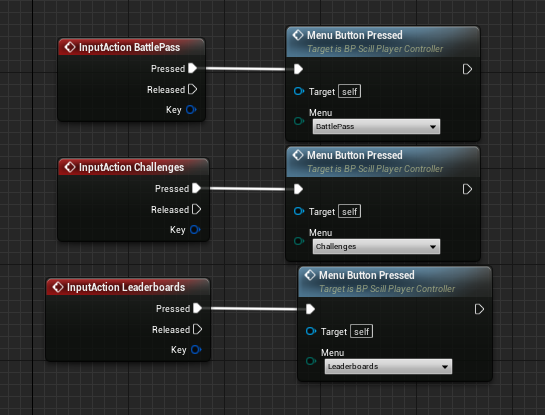 InputAction BattlePass
Pressed
Released
Key
Menu Button Pressed
Target is BP Scill Player Controller
Target self
Menu
BattlePass
InputAction Challenges
Pressed
Released
Key
Menu Button Pressed
Target is BP Scill Player Controller
Target self
Menu
Challenges
InputAction Leaderboards
Pressed
Released
Key
Menu Button Pressed
Target is BP Scill Player Controller
Target self
Menu
Leaderboards